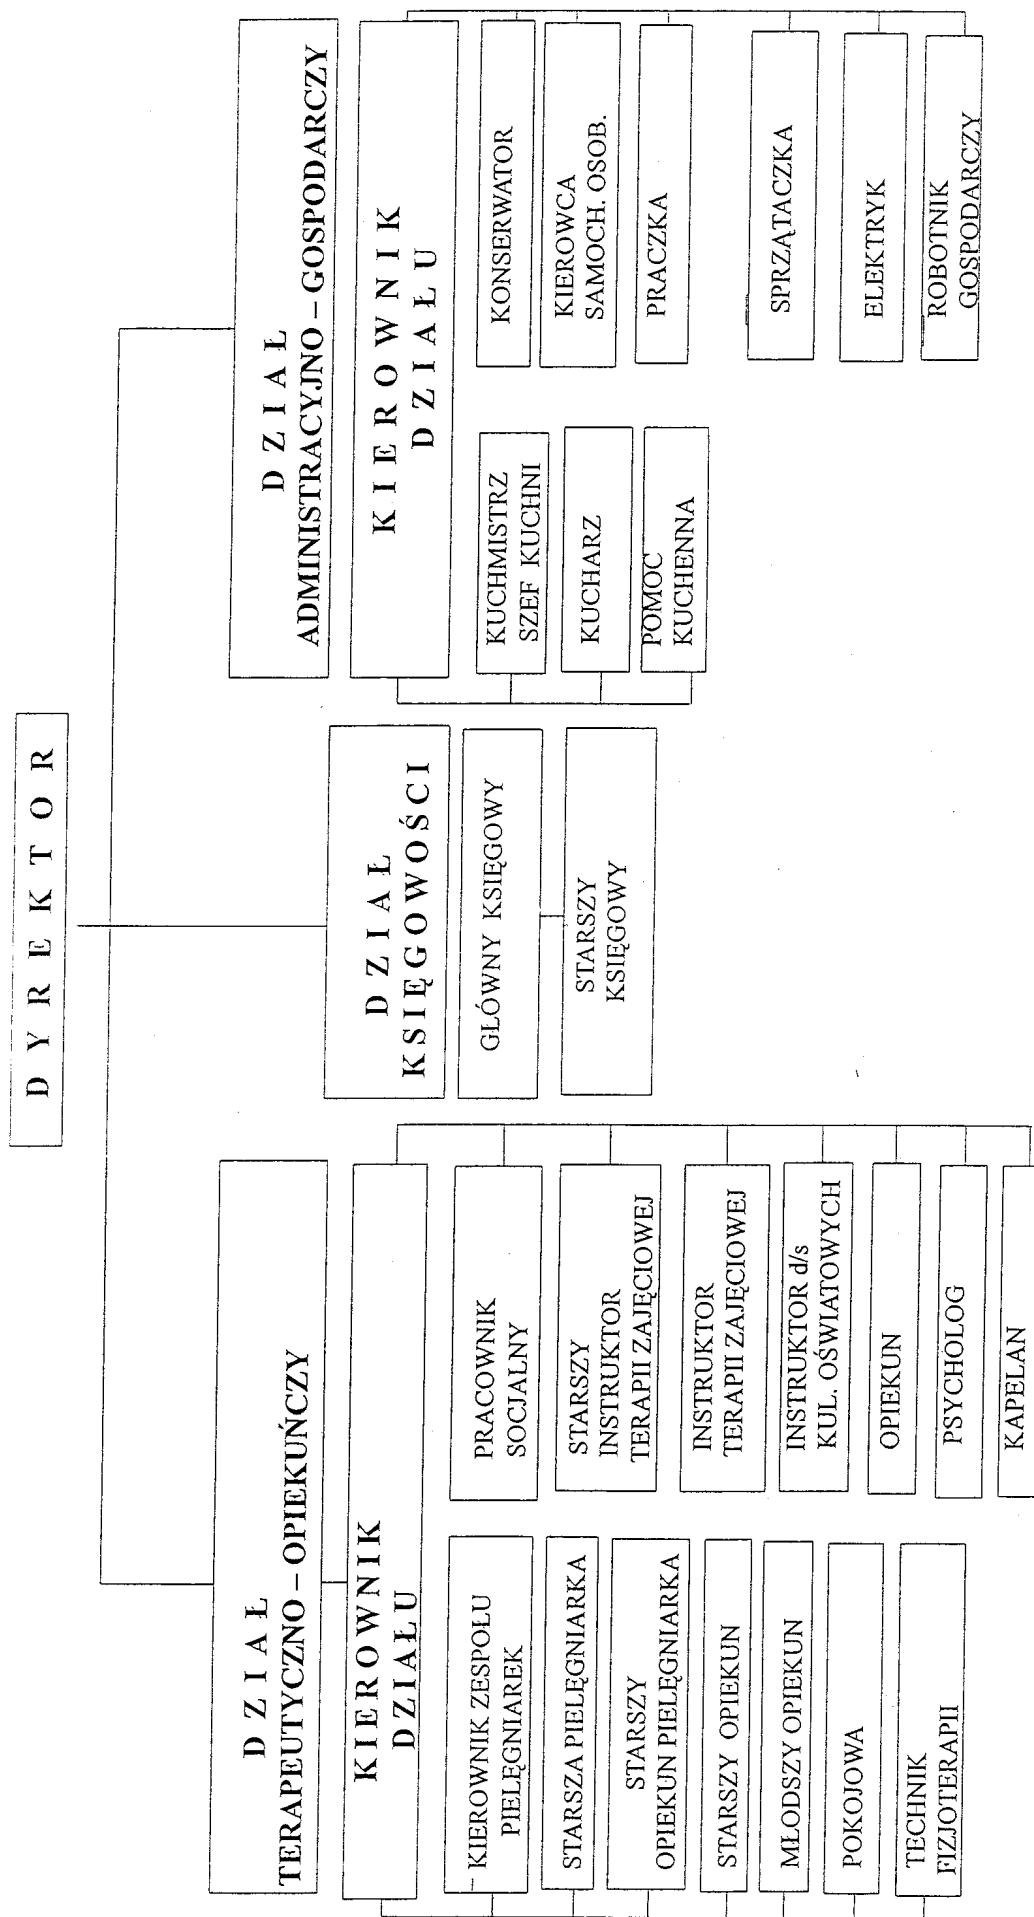 D Y R E K T O R
D Z I A Ł
TERAPEUTYCZNO – OPIEKUŃCZY
K I E R O W N I K
D Z I A Ł U
KIEROWNIK ZESPOŁU
PIELĘGNIAREK
STARSZA PIELĘGNIARKA
STARSZY
OPIEKUN PIELĘGNIARKA
STARSZY OPIEKUN
MŁODSZY OPIEKUN
POKOJOWA
TECHNIK
FIZJOTERAPII
PRACOWNIK
SOCJALNY
STARSZY
INSTRUKTOR
TERAPII ZAJĘCIOWEJ
INSTRUKTOR
TERAPII ZAJĘCIOWEJ
INSTRUKTOR d/s
KUL. OŚWIATOWYCH
OPIEKUN
PSYCHOLOG
KAPELAN
D Z I A Ł
KSIĘGOWOŚCI
GŁÓWNY KSIĘGOWY
STARSZY
KSIĘGOWY
D Z I A Ł
ADMINISTRACYJNO – GOSPODARCZY
K I E R O W N I K
D Z I A Ł U
KUCHMISTRZ
SZEF KUCHNI
KUCHARZ
POMOC
KUCHENNA
KONSERWATOR
KIEROWCA
SAMOCH. OSOB.
PRACZKA
SPRZĄTACZKA
ELEKTRYK
ROBOTNIK
GOSPODARCZY